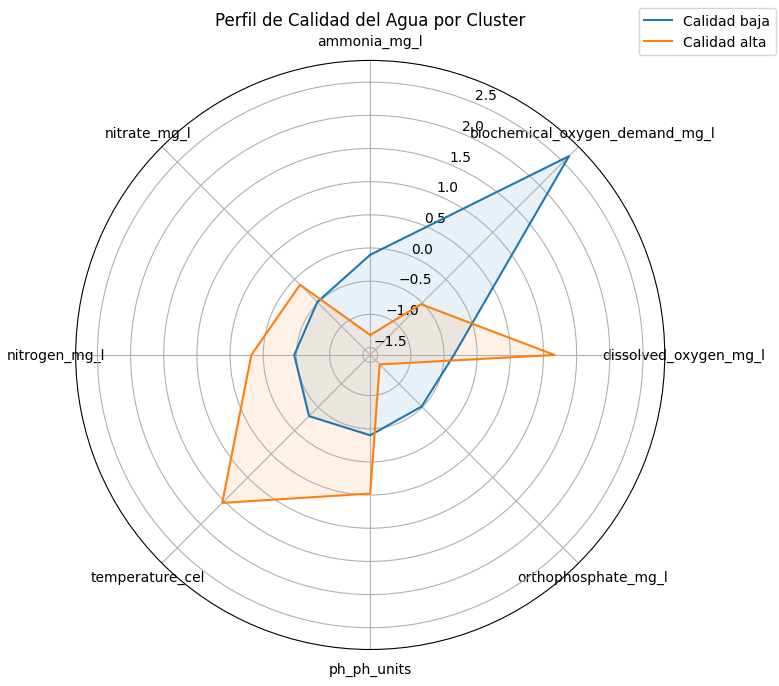 Perfil de Calidad del Agua por Cluster
Calidad baja
Calidad alta
ammonia_mg_l
nitrate_mg_l
biochemical_oxygen_demand_mg_l
2.5
2.0
1.5
1.0
0.5
0.0
−0.5
−1.0
−1.5
nitrogen_mg_l
dissolved_oxygen_mg_l
temperature_cel
orthophosphate_mg_l
ph_ph_units